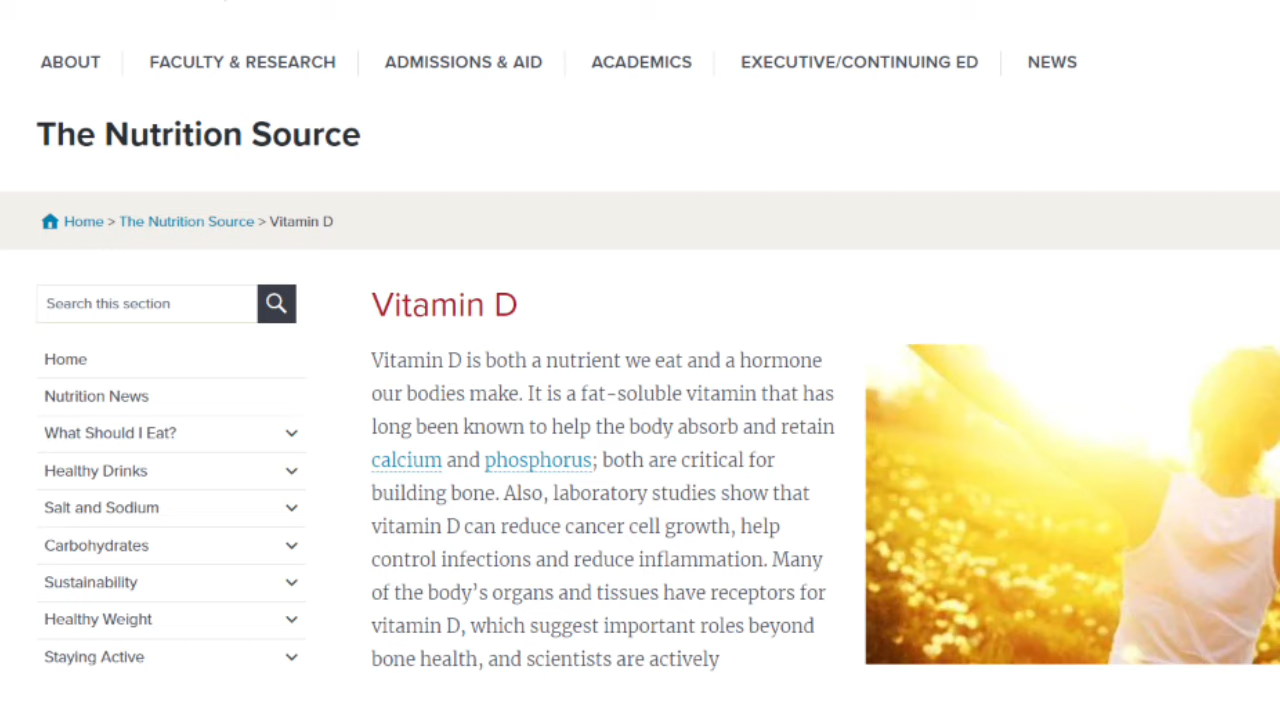 ABOUT FACULTY & RESEARCH ADMISSIONS & AID ACADEMICS EXECUTIVE/CONTINUING ED NEWS
The Nutrition Source
Home > The Nutrition Source > Vitamin D
Search this section
Home
Nutrition News
What Should I Eat?
Healthy Drinks
Salt and Sodium
Carbohydrates
Sustainability
Healthy Weight
Staying Active
Vitamin D
Vitamin D is both a nutrient we eat and a hormone
our bodies make. It is a fat-soluble vitamin that has
long been known to help the body absorb and retain
calcium and phosphorus; both are critical for
building bone. Also, laboratory studies show that
vitamin D can reduce cancer cell growth, help
control infections and reduce inflammation. Many
of the body’s organs and tissues have receptors for
vitamin D, which suggest important roles beyond
bone health, and scientists are actively